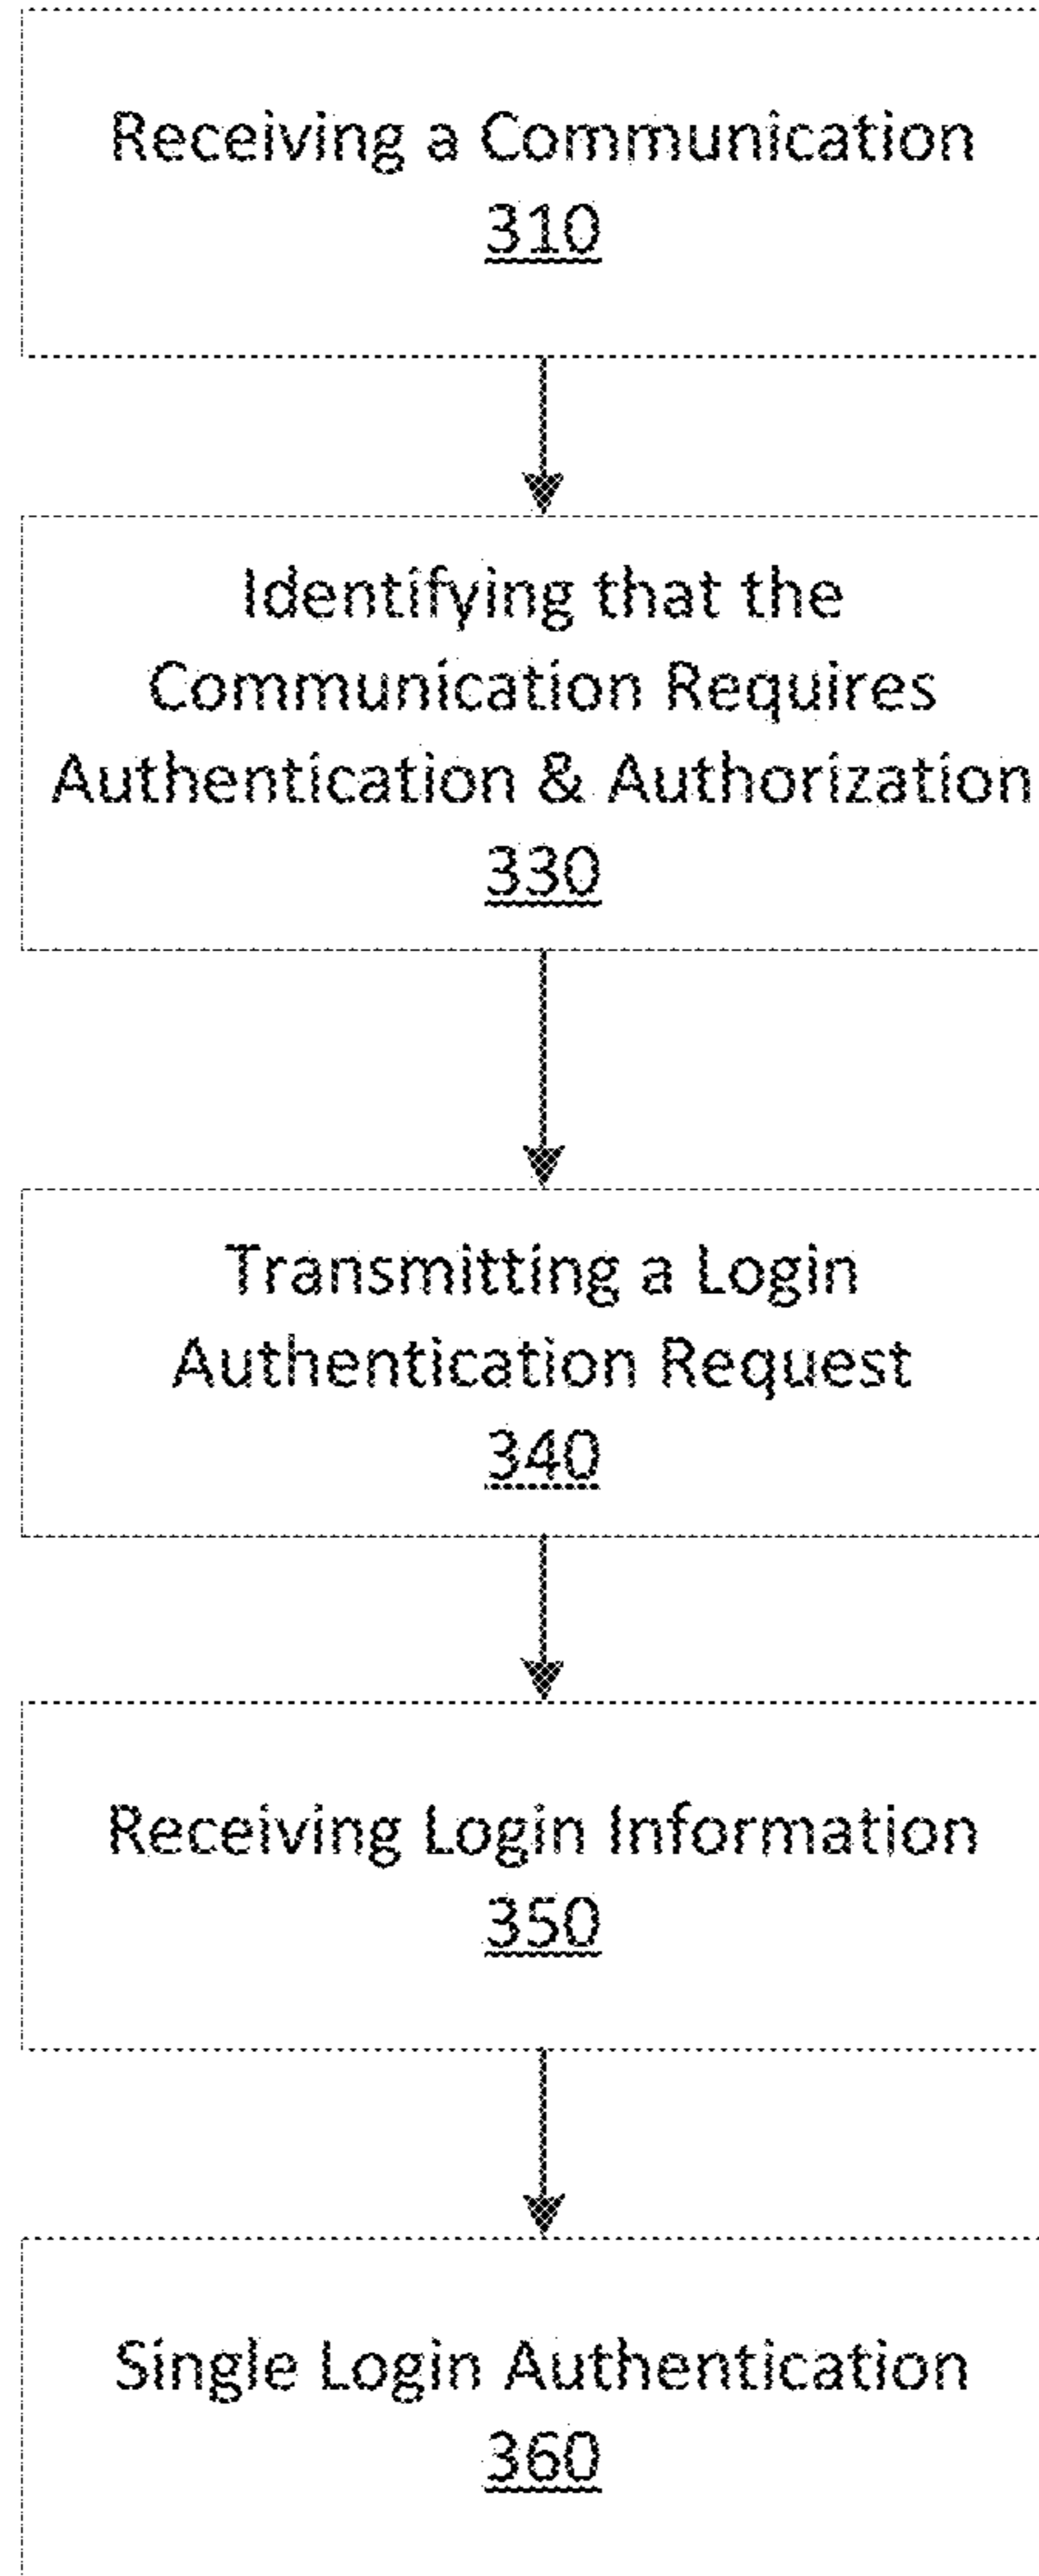 Receiving a Communication
310
Identifying that the
Communication Requires
Authentication & Authorization
330
Transmitting a Login
Authentication Request
340
Receiving Login Information
350
Single Login Authentication
360